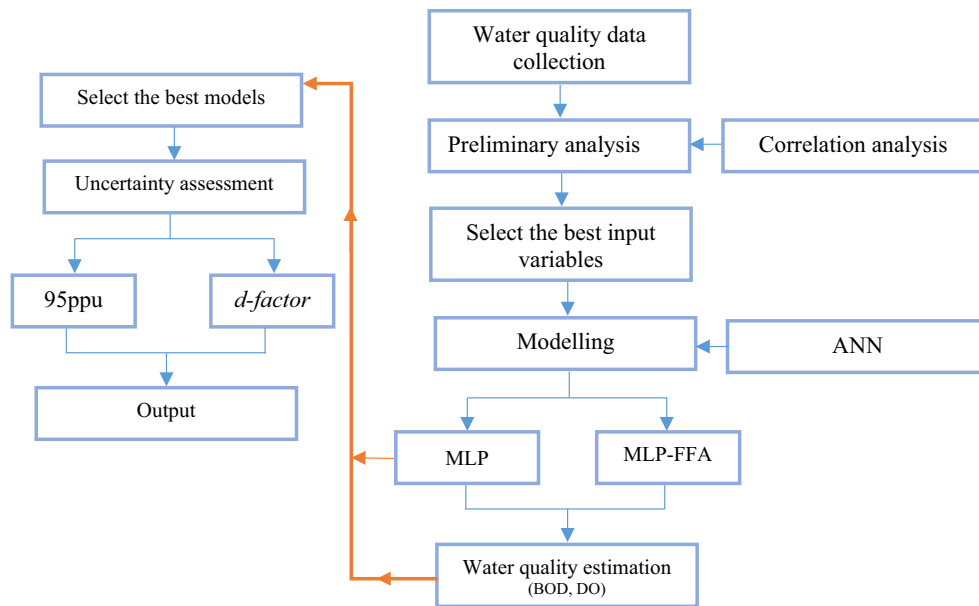 Water quality data
collection
Select the best models
Preliminary analysis
Correlation analysis
Uncertainty assessment
Select the best input
variables
95ppu
d-factor
Modelling
ANN
Output
MLP
MLP-FFA
Water quality estimation
(BOD, DO)